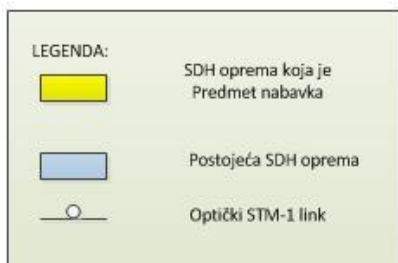 LEGENDA:
SDH oprema koja je
Predmet nabavka
Postojeća SDH oprema
Optički STM-1 link